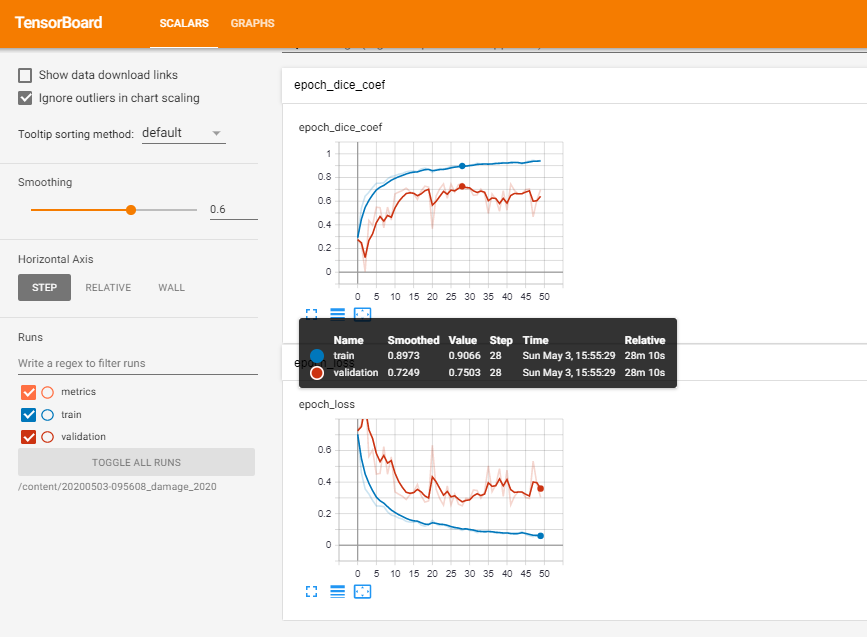 TensorBoard SCALARS GRAPHS
Show data download links
Ignore outliers in chart scaling
Tooltip sorting method: default
Smoothing
0.6
Horizontal Axis
STEP RELATIVE WALL
Runs
Write a regex to filter runs
metrics
train
validation
TOGGLE ALL RUNS
/content/20200503-095608_damage_2020
epoch_dice_coef
epoch_dice_coef
1
0.8
0.6
0.4
0.2
0
0 5 10 15 20 25 30 35 40 45 50
Name Smoothed Value Step Time Relative
train 0.8973 0.9066 28 Sun May 3, 15:55:29 28m 10s
validation 0.7249 0.7503 28 Sun May 3, 15:55:29 28m 10s
epoch_loss
epoch_loss
0.6
0.4
0.2
0
0 5 10 15 20 25 30 35 40 45 50